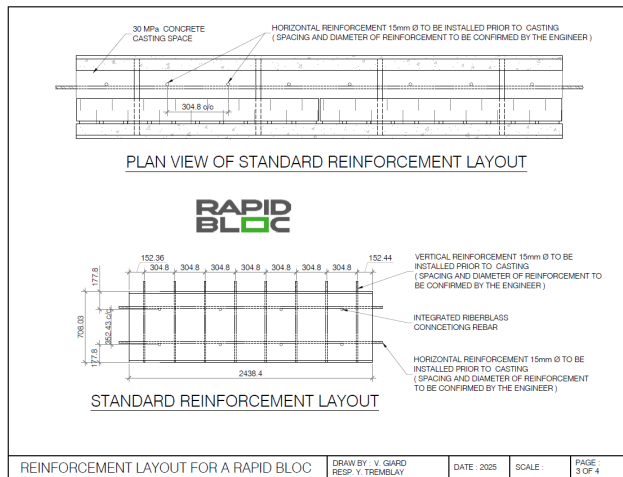 30 MPa CONCRETE
CASTING SPACE
HORIZONTAL REINFORCEMENT 15mm Ø TO BE INSTALLED PRIOR TO CASTING
( SPACING AND DIAMETER OF REINFORCEMENT TO BE CONFIRMED BY THE ENGINEER )
304.8 c/c
PLAN VIEW OF STANDARD REINFORCEMENT LAYOUT
RAPID
BLOC
152.36
304.8 304.8 304.8 304.8 304.8 304.8 304.8
152.44
177.8
708.03
352.43 c/c
177.8
2438.4
VERTICAL REINFORCEMENT 15mm Ø TO BE
INSTALLED PRIOR TO CASTING
( SPACING AND DIAMETER OF REINFORCEMENT TO
BE CONFIRMED BY THE ENGINEER )
INTEGRATED RIBERBLASS
CONNCETIONG REBAR
HORIZONTAL REINFORCEMENT 15mm Ø TO BE
INSTALLED PRIOR TO CASTING
( SPACING AND DIAMETER OF REINFORCEMENT
TO BE CONFIRMED BY THE ENGINEER )
STANDARD REINFORCEMENT LAYOUT
REINFORCEMENT LAYOUT FOR A RAPID BLOC
DRAW BY : V. GIARD
RESP. Y. TREMBLAY
DATE : 2025
SCALE :
PAGE :
3 OF 4